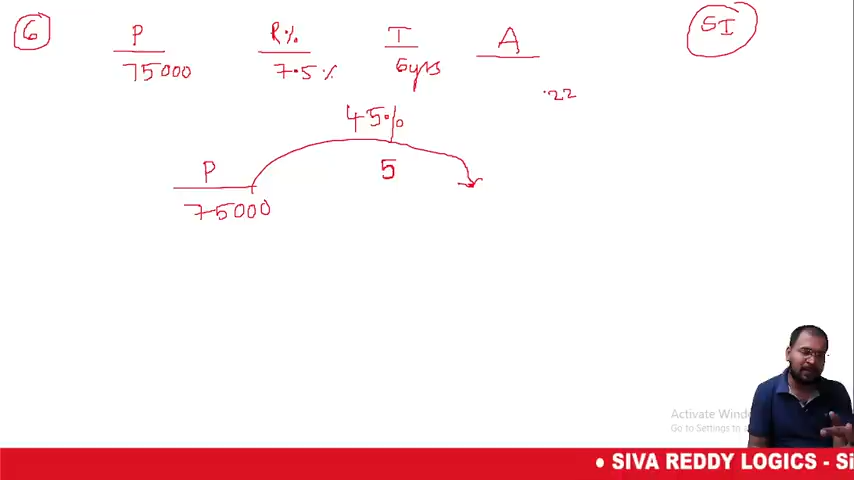 6 P R% T A SI
75000 7.5% 6yrs
.22
45%
P 5
75000
Activate Windo
Go to Settings to
• SIVA REDDY LOGICS - Si